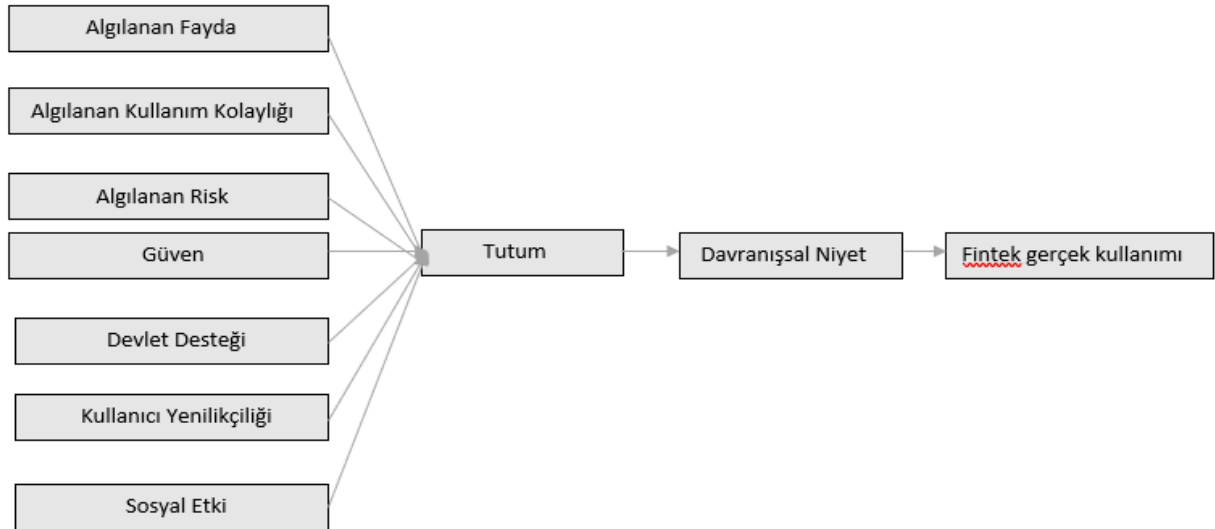 Algılanan Fayda
Algılanan Kullanım Kolaylığı
Algılanan Risk
Güven
Devlet Desteği
Kullanıcı Yenilikçiliği
Sosyal Etki
Tutum
Davranışsal Niyet
Fintek gerçek kullanımı